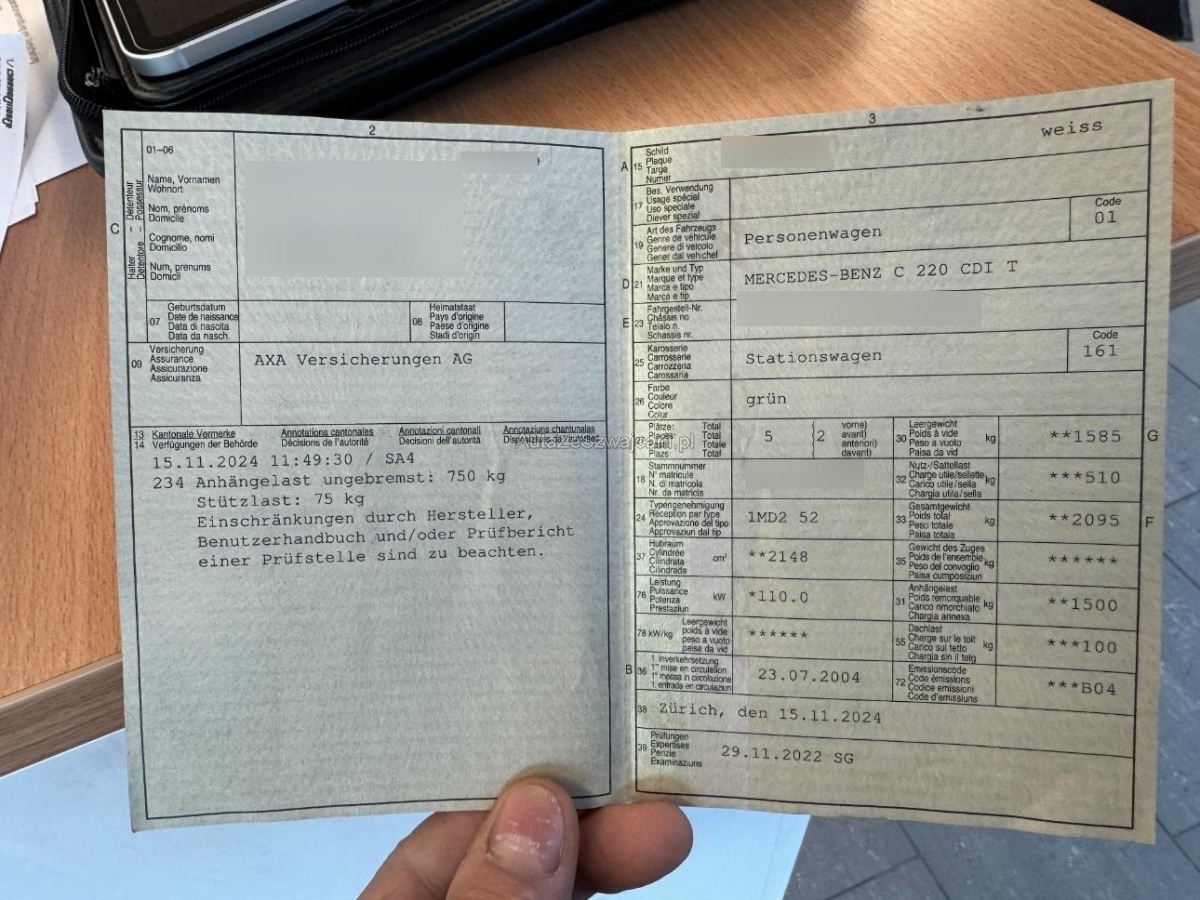 2
01-06
Name, Vornamen
Wohnort
Nom, prénoms
Domicile
Cognome, nomi
Domicilio
Num, prenums
Domicil
C
Halter - Détenteur
Detentore - Possessur
07
Geburtsdatum
Date de naissance
Data di nascita
Data da nasch.
08
Heimatstaat
Pays d'origine
Paese d'origine
Stadi d'origin
09
Versicherung
Assurance
Assicurazione
Assicuranza
AXA Versicherungen AG
13 Kantonale Vermerke Annotations cantonales Annotazioni cantonali Annotaziuns chantunalas
14 Verfügungen der Behörde Décisions de l'autorité Decisioni dell'autorità
15.11.2024 11:49:30 / SA4
234 Anhängelast ungebremst: 750 kg
Stützlast: 75 kg
Einschränkungen durch Hersteller,
Benutzerhandbuch und/oder Prüfbericht
einer Prüfstelle sind zu beachten.
3
weiss
A 15
Schild
Plaque
Targa
Numer
17
Bes. Verwendung
Usage spécial
Uso speciale
Diever spezial
19
Art des Fahrzeugs
Genre de véhicule
Genere di veicolo
Gener dal vehichel
Personenwagen
Code
01
D 21
Marke und Typ
Marque et type
Marca e tipo
Marca e tip
MERCEDES-BENZ C 220 CDI T
E 23
Fahrgestell-Nr.
Châssis no
Telaio n.
Schassis nr.
25
Karosserie
Carrosserie
Carrozzeria
Carossaria
Stationswagen
Code
161
26
Farbe
Couleur
Colore
Colur
grün
27
Plätze: Total
Places: Total
Posti: Totale
Plazs: Total
5
vorne)
avant)
anteriori)
davant)
2
30
Leergewicht
Poids à vide
Peso a vuoto
Paisa da vid
kg
**1585
G
18
Stammnummer
N° matricule
N. di matricola
Nr. da matricla
32
Nutz-/Sattellast
Charge utile/sellette
Carico utile/sella
Chargia utila/sella
kg
***510
24
Typengenehmigung
Réception par type
Approvazione del tipo
Approvaziun dal tip
1MD2 52
33
Gesamtgewicht
Poids total
Peso totale
Paisa totala
kg
**2095
F
37
Hubraum
Cylindrée
Cilindrata
Cilindrada
cm³
**2148
35
Gewicht des Zuges
Poids de l'ensemble
Peso del convoglio
Paisa cumposiziun
kg
******
76
Leistung
Puissance
Potenza
Prestaziun
kW
*110.0
31
Anhängelast
Poids remorquable
Carico rimorchiato
Chargia annexa
kg
**1500
78 kW/kg
Leergewicht
poids à vide
peso a vuoto
paisa da vid
******
55
Dachlast
Charge sur le toit
Carico sul tetto
Chargia sin il tetg
kg
***100
B 36
1. Inverkehrsetzung
1re mise en circulation
1a messa in circolazione
1. entrada en circulaziun
23.07.2004
72
Emissionscode
Code émissions
Codice emissioni
Code d'emissiuns
***B04
38 Zürich, den 15.11.2024
39
Prüfungen
Expertises
Perizie
Examinaziuns
29.11.2022 SG